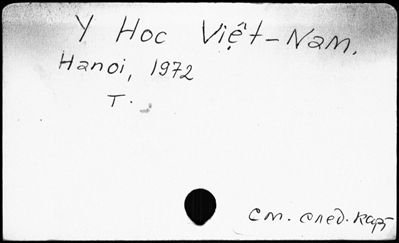 Y Hoc Việt-Nam.
Hanoi, 1972
T.
См. след. карт